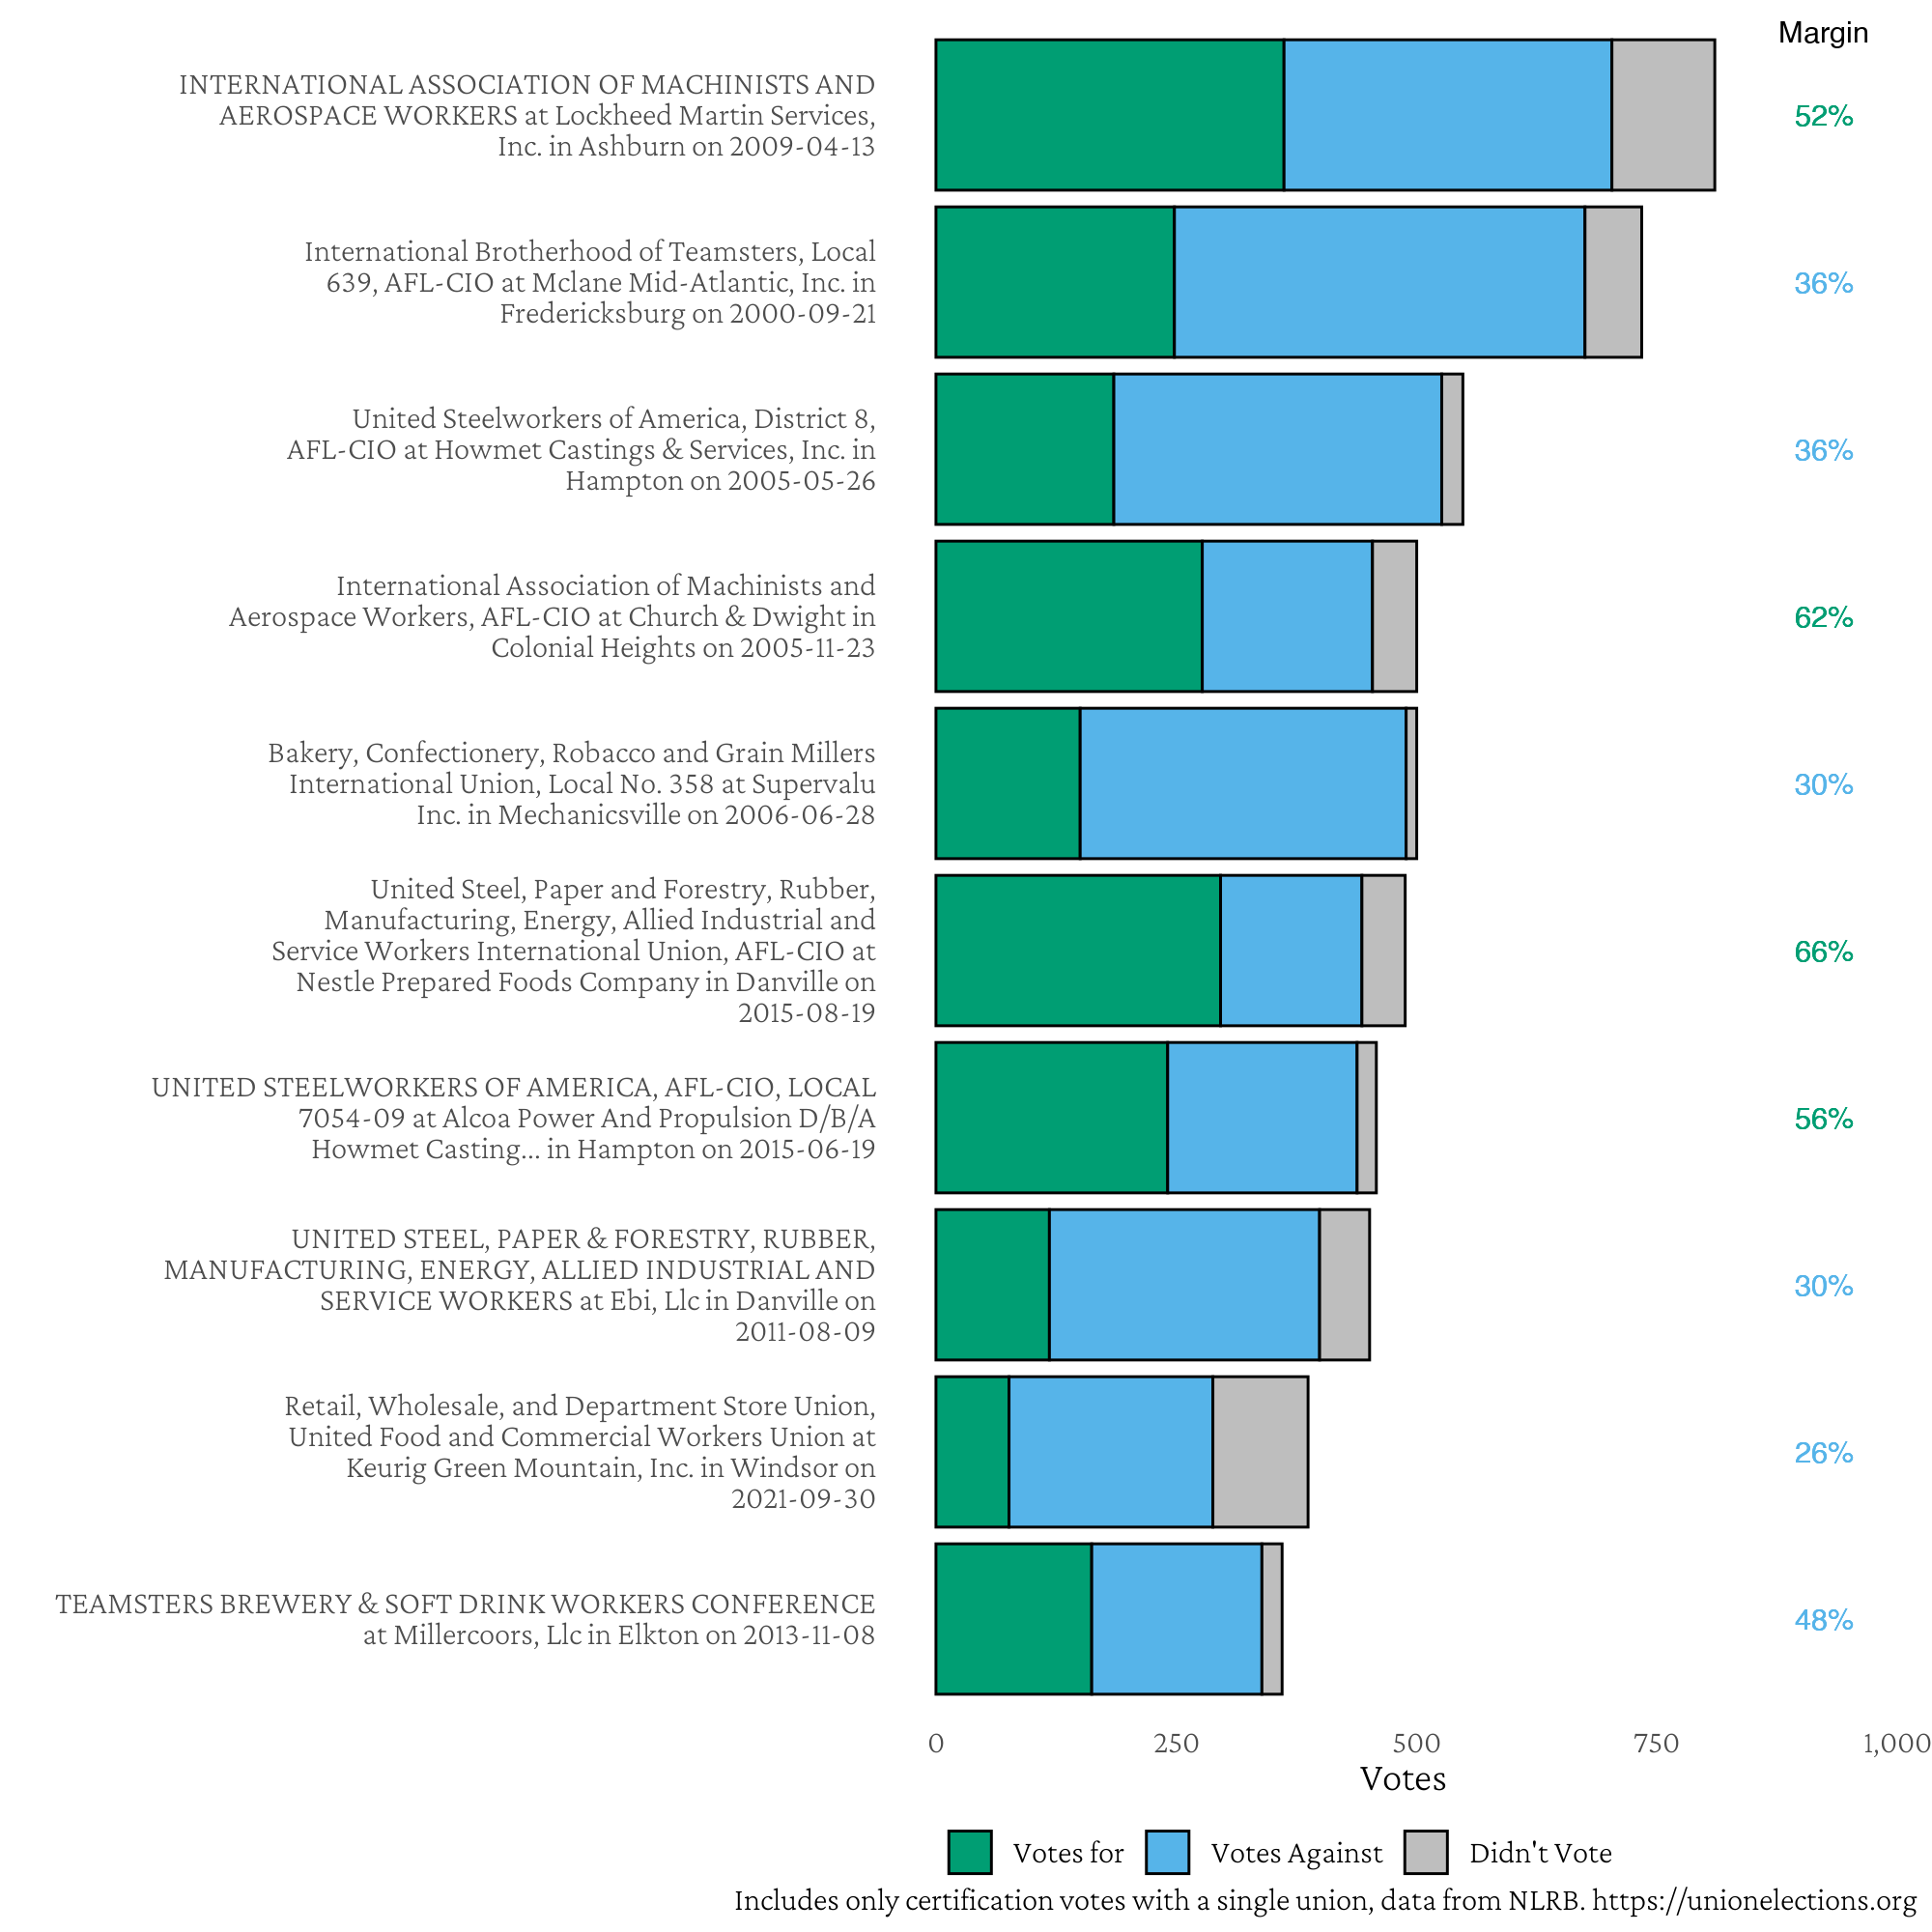 Margin
INTERNATIONAL ASSOCIATION OF MACHINISTS AND
AEROSPACE WORKERS at Lockheed Martin Services,
Inc. in Ashburn on 2009-04-13
52%
International Brotherhood of Teamsters, Local
639, AFL-CIO at Mclane Mid-Atlantic, Inc. in
Fredericksburg on 2000-09-21
36%
United Steelworkers of America, District 8,
AFL-CIO at Howmet Castings & Services, Inc. in
Hampton on 2005-05-26
36%
International Association of Machinists and
Aerospace Workers, AFL-CIO at Church & Dwight in
Colonial Heights on 2005-11-23
62%
Bakery, Confectionery, Robacco and Grain Millers
International Union, Local No. 358 at Supervalu
Inc. in Mechanicsville on 2006-06-28
30%
United Steel, Paper and Forestry, Rubber,
Manufacturing, Energy, Allied Industrial and
Service Workers International Union, AFL-CIO at
Nestle Prepared Foods Company in Danville on
2015-08-19
66%
UNITED STEELWORKERS OF AMERICA, AFL-CIO, LOCAL
7054-09 at Alcoa Power And Propulsion D/B/A
Howmet Casting... in Hampton on 2015-06-19
56%
UNITED STEEL, PAPER & FORESTRY, RUBBER,
MANUFACTURING, ENERGY, ALLIED INDUSTRIAL AND
SERVICE WORKERS at Ebi, Llc in Danville on
2011-08-09
30%
Retail, Wholesale, and Department Store Union,
United Food and Commercial Workers Union at
Keurig Green Mountain, Inc. in Windsor on
2021-09-30
26%
TEAMSTERS BREWERY & SOFT DRINK WORKERS CONFERENCE
at Millercoors, Llc in Elkton on 2013-11-08
48%
0 250 500 750 1,000
Votes
Votes for Votes Against Didn't Vote
Includes only certification votes with a single union, data from NLRB. https://unionelections.org